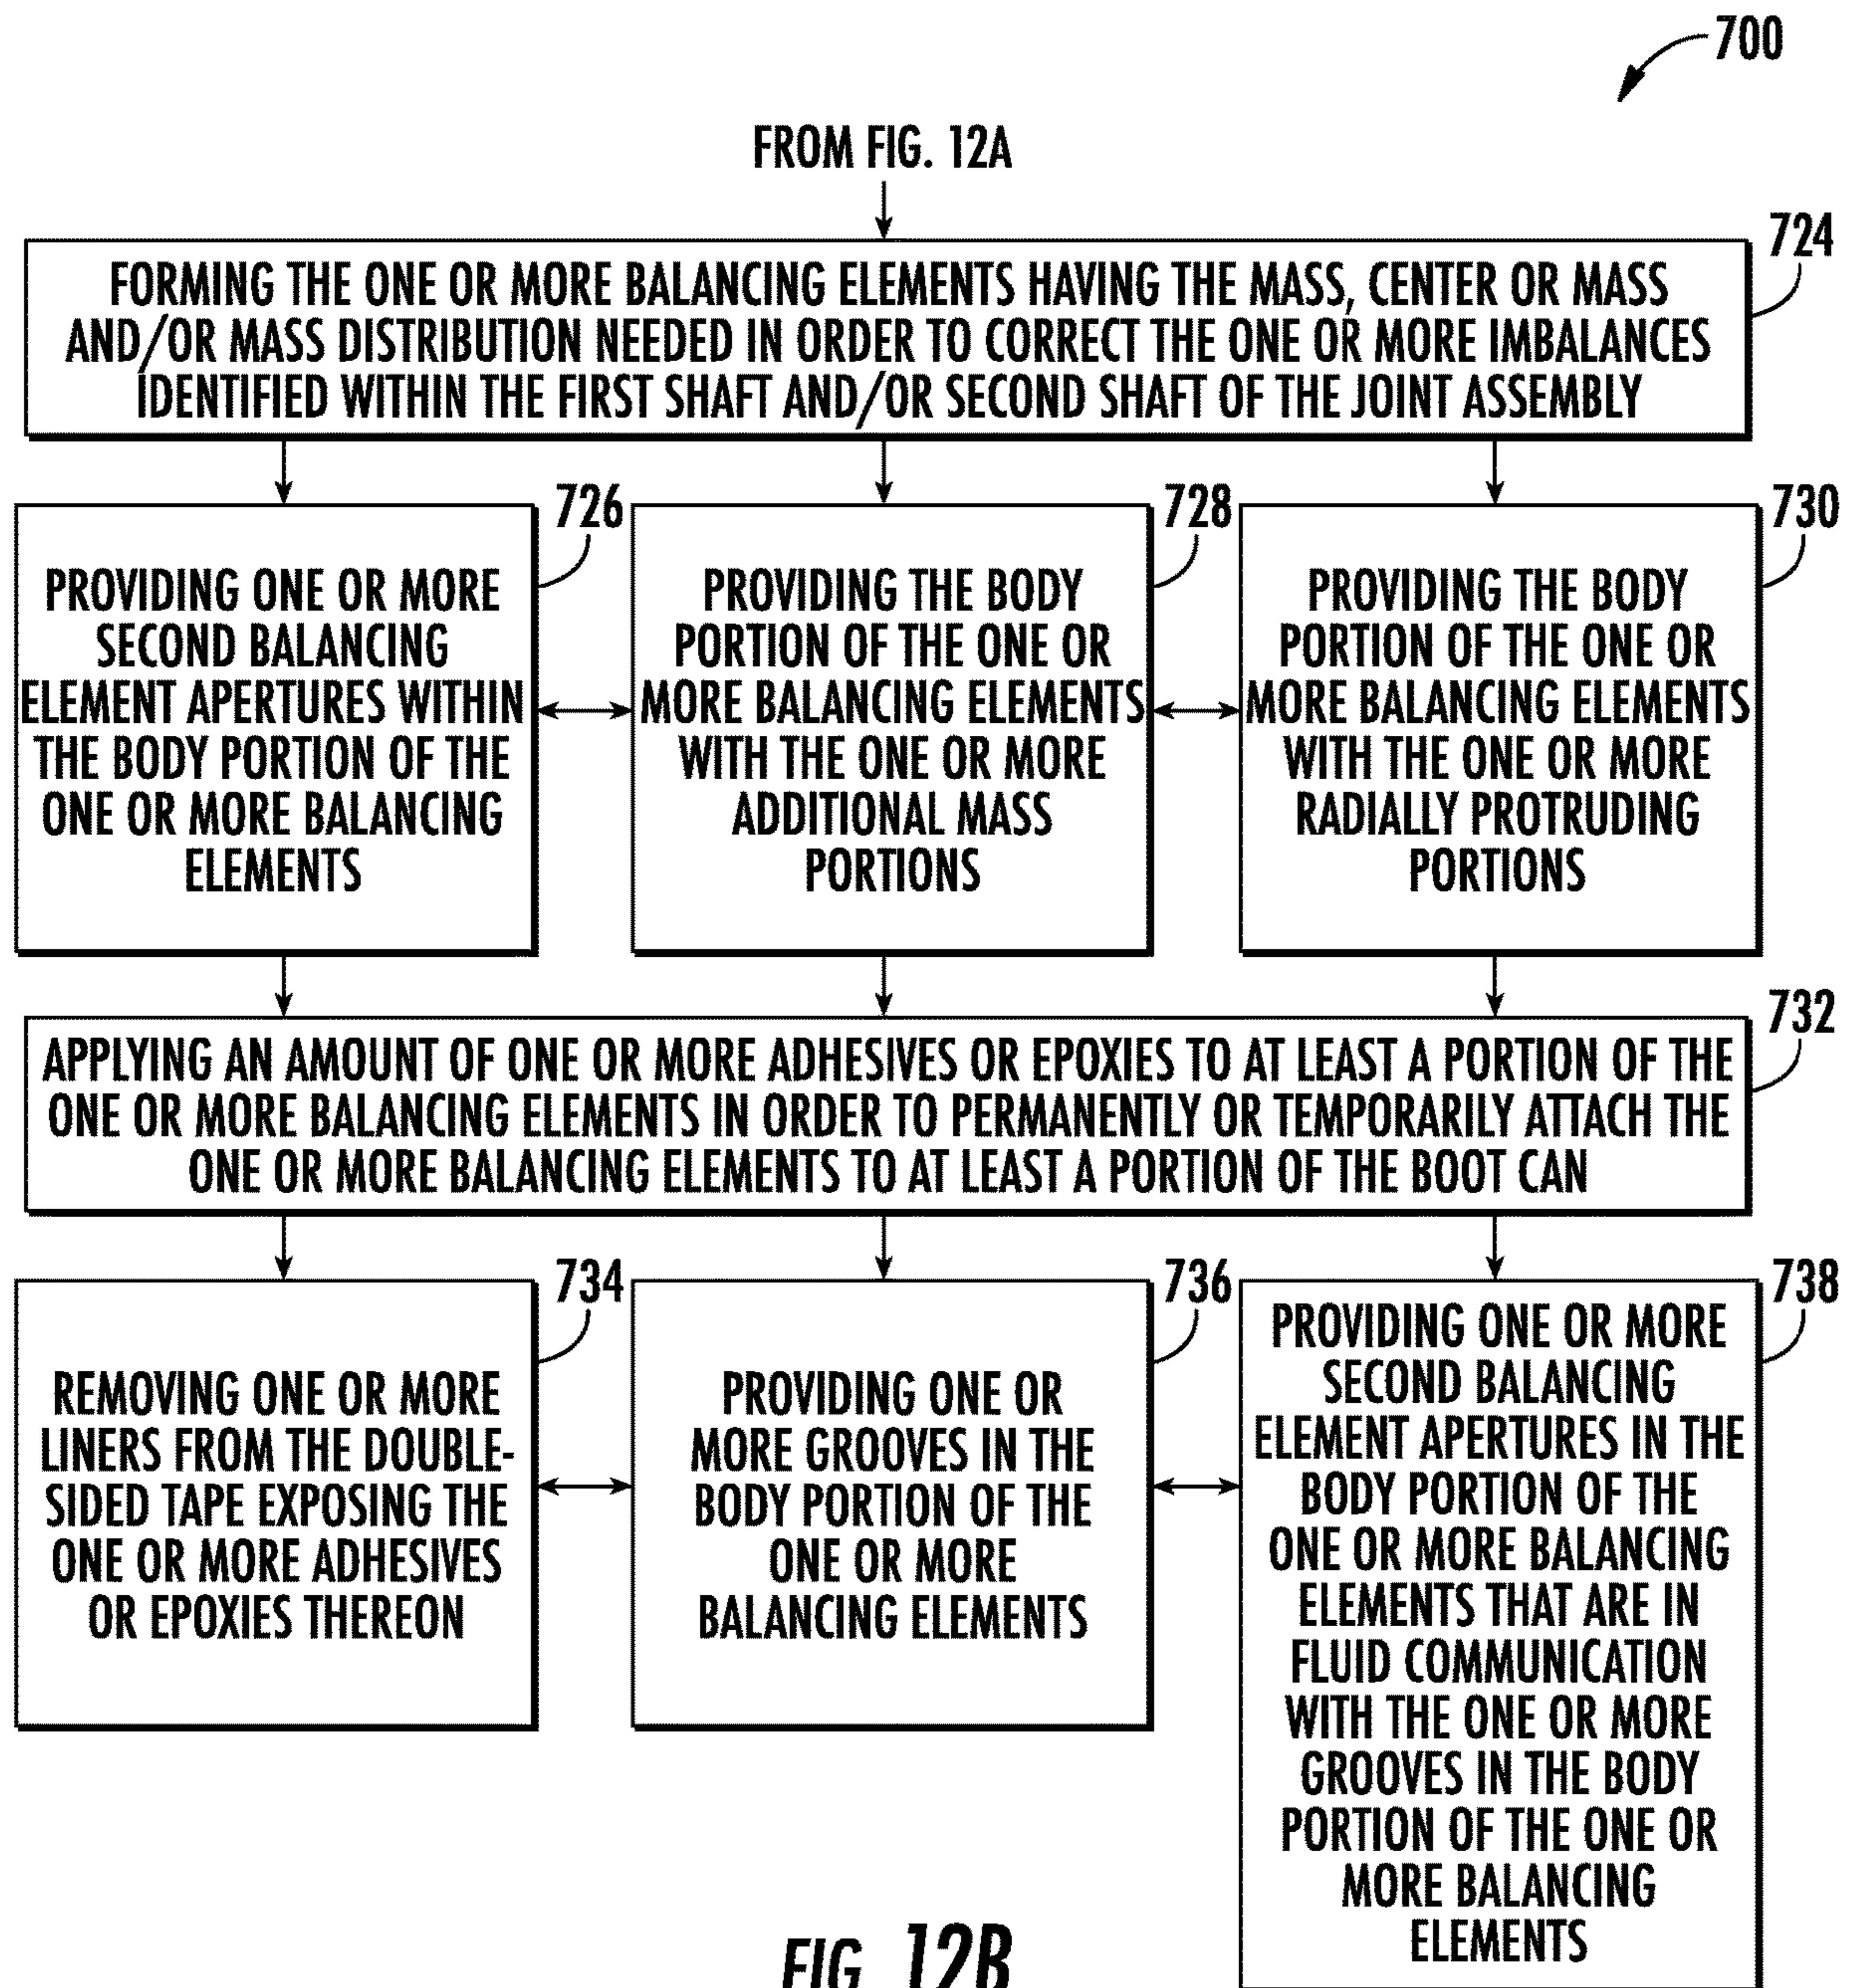 700
FROM FIG. 12A
724
FORMING THE ONE OR MORE BALANCING ELEMENTS HAVING THE MASS, CENTER OR MASS
AND/OR MASS DISTRIBUTION NEEDED IN ORDER TO CORRECT THE ONE OR MORE IMBALANCES
IDENTIFIED WITHIN THE FIRST SHAFT AND/OR SECOND SHAFT OF THE JOINT ASSEMBLY
726
PROVIDING ONE OR MORE
SECOND BALANCING
ELEMENT APERTURES WITHIN
THE BODY PORTION OF THE
ONE OR MORE BALANCING
ELEMENTS
728
PROVIDING THE BODY
PORTION OF THE ONE OR
MORE BALANCING ELEMENTS
WITH THE ONE OR MORE
ADDITIONAL MASS
PORTIONS
730
PROVIDING THE BODY
PORTION OF THE ONE OR
MORE BALANCING ELEMENTS
WITH THE ONE OR MORE
RADIALLY PROTRUDING
PORTIONS
732
APPLYING AN AMOUNT OF ONE OR MORE ADHESIVES OR EPOXIES TO AT LEAST A PORTION OF THE
ONE OR MORE BALANCING ELEMENTS IN ORDER TO PERMANENTLY OR TEMPORARILY ATTACH THE
ONE OR MORE BALANCING ELEMENTS TO AT LEAST A PORTION OF THE BOOT CAN
734
REMOVING ONE OR MORE
LINERS FROM THE DOUBLE-
SIDED TAPE EXPOSING THE
ONE OR MORE ADHESIVES
OR EPOXIES THEREON
736
PROVIDING ONE OR
MORE GROOVES IN THE
BODY PORTION OF THE
ONE OR MORE
BALANCING ELEMENTS
738
PROVIDING ONE OR MORE
SECOND BALANCING
ELEMENT APERTURES IN THE
BODY PORTION OF THE
ONE OR MORE BALANCING
ELEMENTS THAT ARE IN
FLUID COMMUNICATION
WITH THE ONE OR MORE
GROOVES IN THE BODY
PORTION OF THE ONE OR
MORE BALANCING
ELEMENTS
FIG. 12B